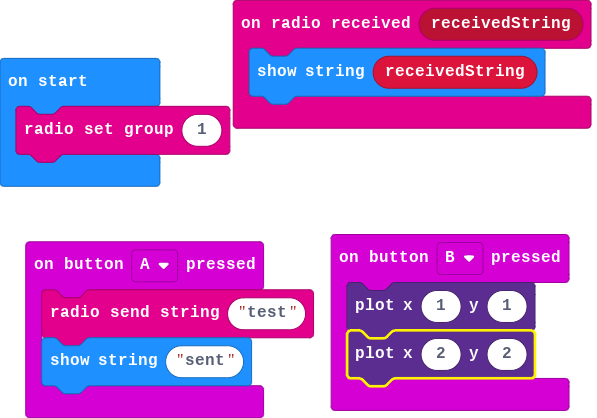 on radio received receivedString
show string receivedString
on start
radio set group 1
on button A pressed
radio send string "test"
show string "sent"
on button B pressed
plot x 1 y 1
plot x 2 y 2